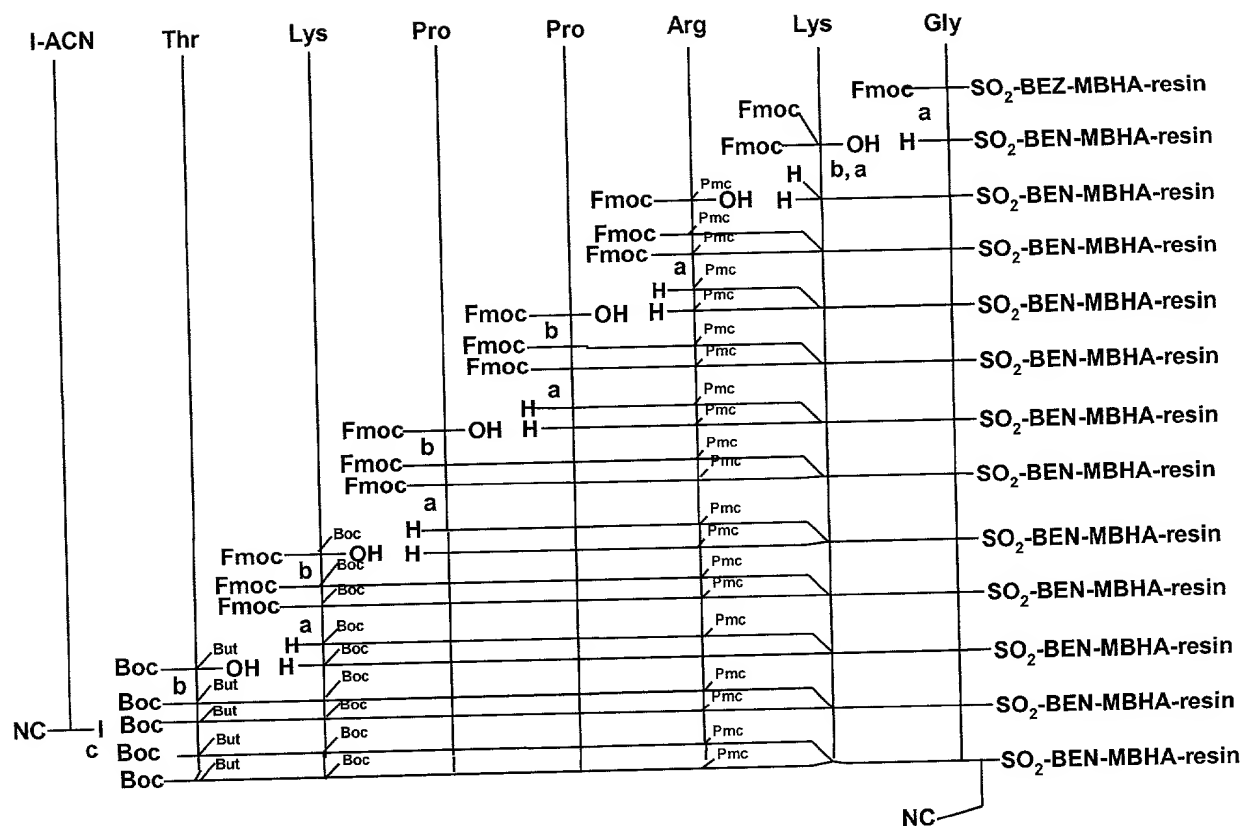 I-ACN Thr Lys Pro Pro Arg Lys Gly
Fmoc SO2-BEZ-MBHA-resin
Fmoc a
Fmoc OH H SO2-BEN-MBHA-resin
b, a
Pmc H
Fmoc OH H SO2-BEN-MBHA-resin
Pmc
Fmoc Pmc
Fmoc SO2-BEN-MBHA-resin
a Pmc
H Pmc
Fmoc OH H SO2-BEN-MBHA-resin
b Pmc
Fmoc Pmc
Fmoc SO2-BEN-MBHA-resin
a Pmc
H Pmc
Fmoc OH H SO2-BEN-MBHA-resin
b Pmc
Fmoc Pmc
Fmoc SO2-BEN-MBHA-resin
a Pmc
Boc H Pmc
Fmoc OH H SO2-BEN-MBHA-resin
b Boc Pmc
Fmoc Boc Pmc
Fmoc SO2-BEN-MBHA-resin
a Boc Pmc
But H Boc
Boc OH H SO2-BEN-MBHA-resin
b But Boc Pmc
Boc But Boc Pmc
NC I Boc SO2-BEN-MBHA-resin
c But Boc Pmc
Boc But Boc Pmc
Boc SO2-BEN-MBHA-resin
NC